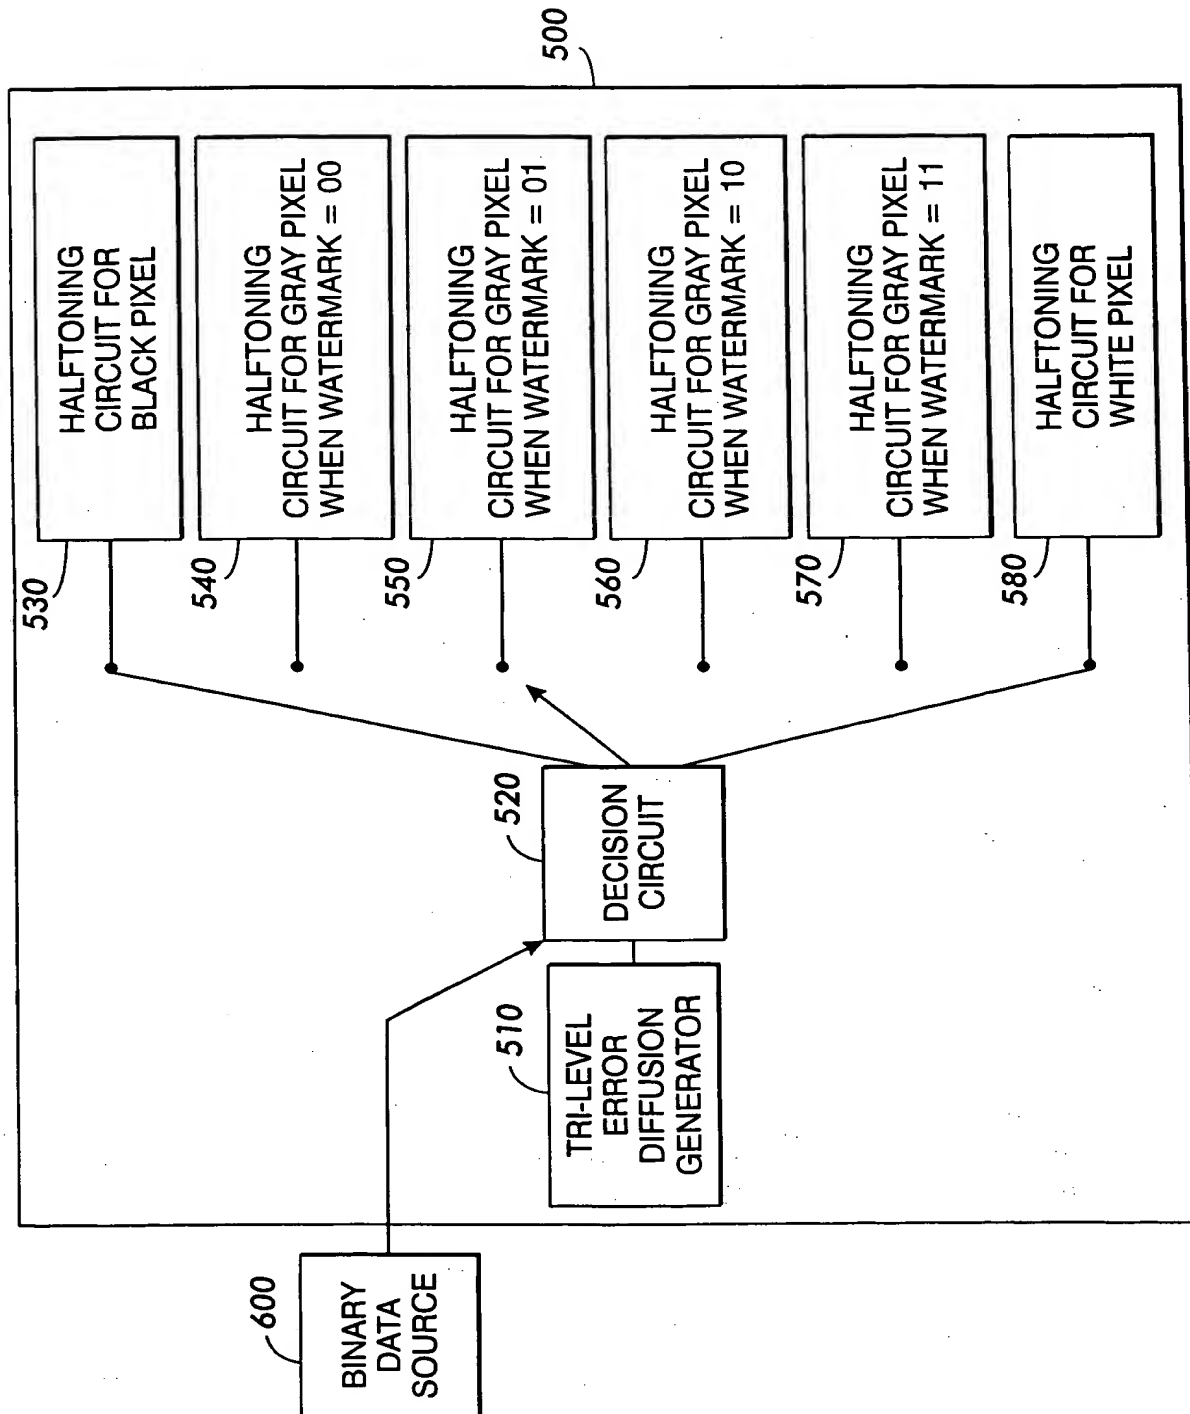 500
530
HALFTONING
CIRCUIT FOR
BLACK PIXEL
540
HALFTONING
CIRCUIT FOR GRAY PIXEL
WHEN WATERMARK = 00
550
HALFTONING
CIRCUIT FOR GRAY PIXEL
WHEN WATERMARK = 01
560
HALFTONING
CIRCUIT FOR GRAY PIXEL
WHEN WATERMARK = 10
570
HALFTONING
CIRCUIT FOR GRAY PIXEL
WHEN WATERMARK = 11
580
HALFTONING
CIRCUIT FOR
WHITE PIXEL
520
DECISION
CIRCUIT
510
TRI-LEVEL
ERROR
DIFFUSION
GENERATOR
600
BINARY
DATA
SOURCE